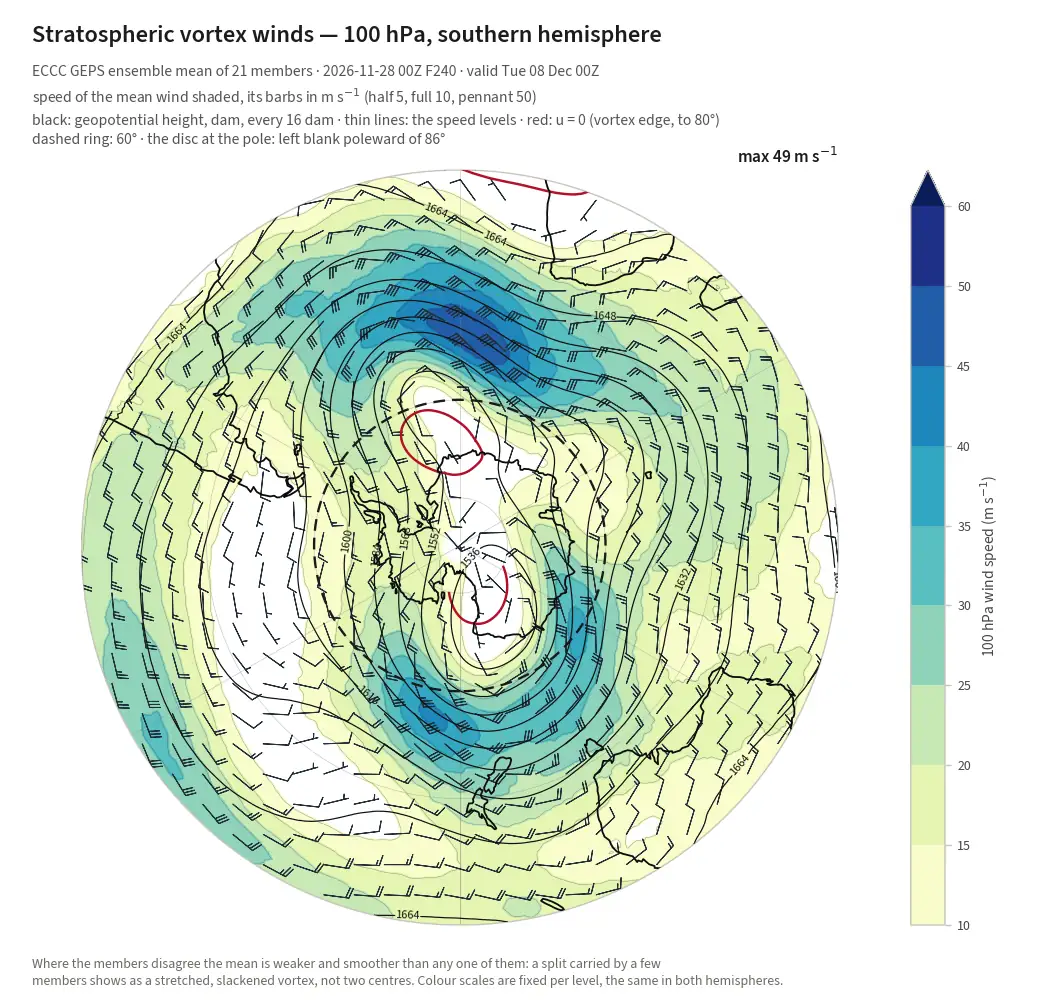 Stratospheric vortex winds — 100 hPa, southern hemisphere
ECCC GEPS ensemble mean of 21 members · 2026-11-28 00Z F240 · valid Tue 08 Dec 00Z
speed of the mean wind shaded, its barbs in m s⁻¹ (half 5, full 10, pennant 50)
black: geopotential height, dam, every 16 dam · thin lines: the speed levels · red: u = 0 (vortex edge, to 80°)
dashed ring: 60° · the disc at the pole: left blank poleward of 86°
max 49 m s⁻¹
1664
1664
1664
1648
1600
1552
1536
1632
1664
1664
60
50
45
40
35
30
25
20
15
10
100 hPa wind speed (m s⁻¹)
Where the members disagree the mean is weaker and smoother than any one of them: a split carried by a few
members shows as a stretched, slackened vortex, not two centres. Colour scales are fixed per level, the same in both hemispheres.